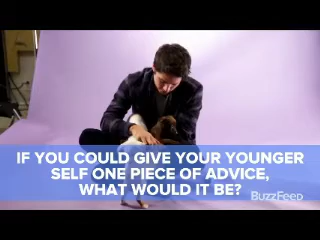 IF YOU COULD GIVE YOUR YOUNGER
SELF ONE PIECE OF ADVICE,
WHAT WOULD IT BE?
BuzzFeed